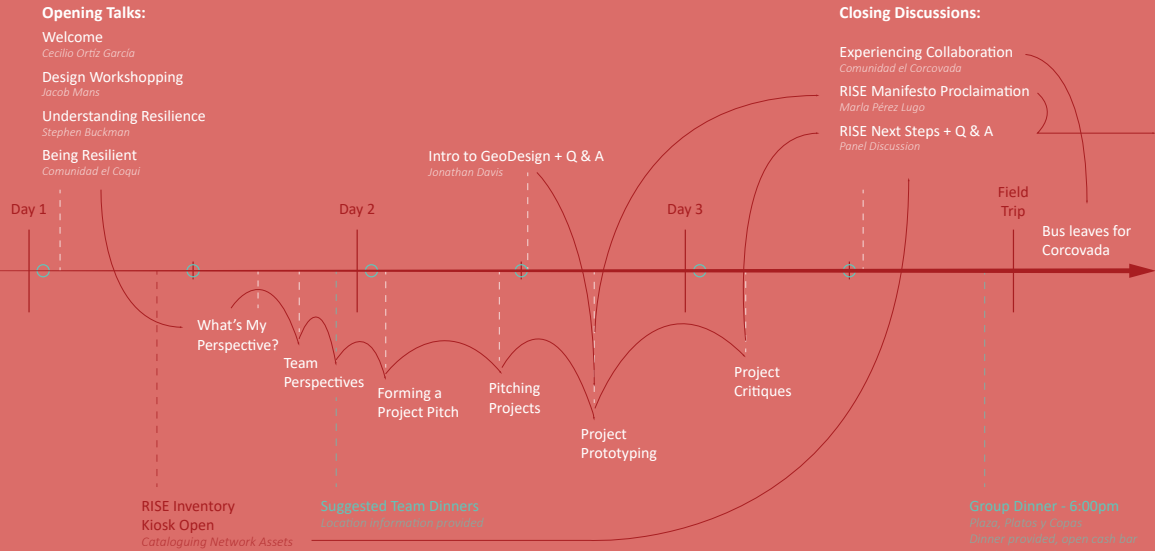 Opening Talks:
Welcome
Cecilio Ortíz García
Design Workshopping
Jacob Mans
Understanding Resilience
Stephen Buckman
Being Resilient
Comunidad el Coqui
Closing Discussions:
Experiencing Collaboration
Comunidad el Corcovada
RISE Manifesto Proclaimation
Marla Pérez Lugo
RISE Next Steps + Q & A
Panel Discussion
Intro to GeoDesign + Q & A
Jonathan Davis
Day 1
Day 2
Day 3
Field
Trip
Bus leaves for
Corcovada
What's My
Perspective?
Team
Perspectives
Forming a
Project Pitch
Pitching
Projects
Project
Prototyping
Project
Critiques
RISE Inventory
Kiosk Open
Cataloguing Network Assets
Suggested Team Dinners
Location information provided
Group Dinner - 6:00pm
Plaza, Platos y Copas
Dinner provided, open cash bar